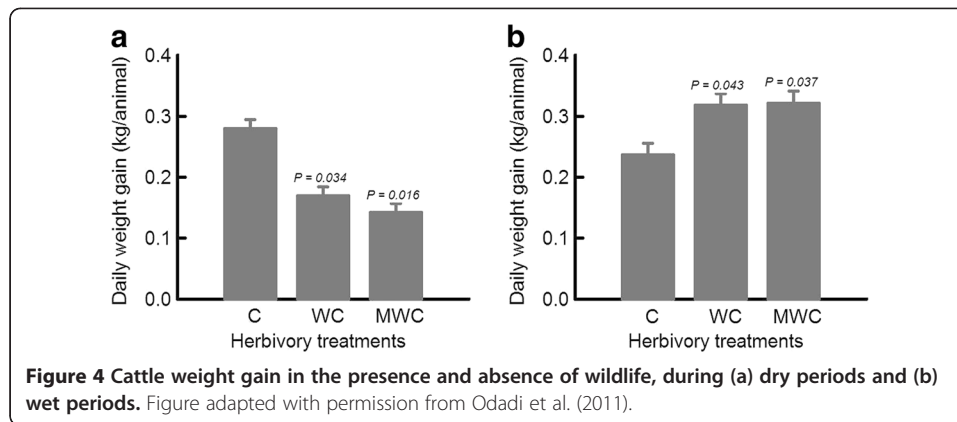 a
Daily weight gain (kg/animal)
0.4
0.3
0.2
0.1
0.0
P = 0.034
P = 0.016
C WC MWC
Herbivory treatments
b
Daily weight gain (kg/animal)
0.4
0.3
0.2
0.1
0.0
P = 0.043
P = 0.037
C WC MWC
Herbivory treatments
Figure 4 Cattle weight gain in the presence and absence of wildlife, during (a) dry periods and (b)
wet periods. Figure adapted with permission from Odadi et al. (2011).